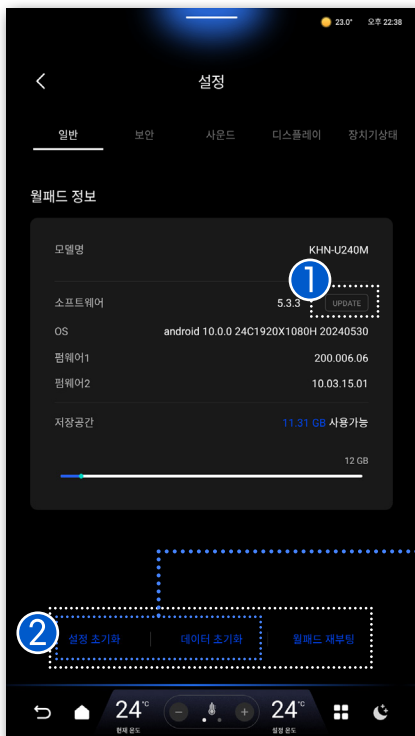 23.0° 오후 22:38
설정
일반 보안 사운드 디스플레이 장치기상태
월패드 정보
모델명 KHN-U240M
1
소프트웨어 5.3.3 UPDATE
OS android 10.0.0 24C1920X1080H 20240530
펌웨어1 200.006.06
펌웨어2 10.03.15.01
저장공간 11.31 GB 사용가능
12 GB
2
설정 초기화 데이터 초기화 월패드 재부팅
24°C 24°C
현재 온도 설정 온도